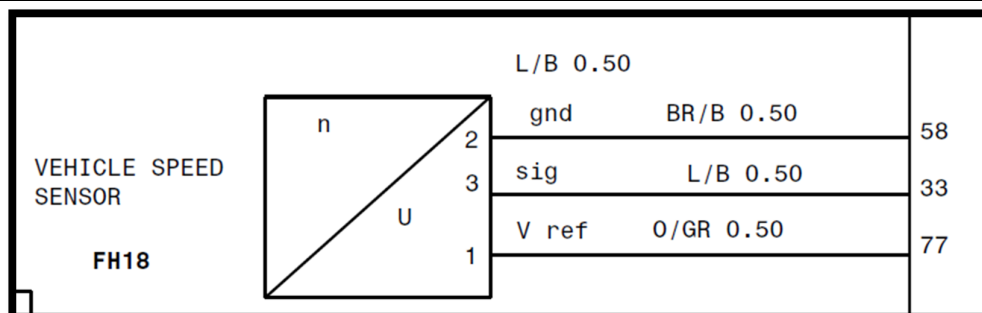 L/B 0.50
n
gnd BR/B 0.50
2
58
VEHICLE SPEED
SENSOR
sig L/B 0.50
3
33
U
V ref O/GR 0.50
1
77
FH18